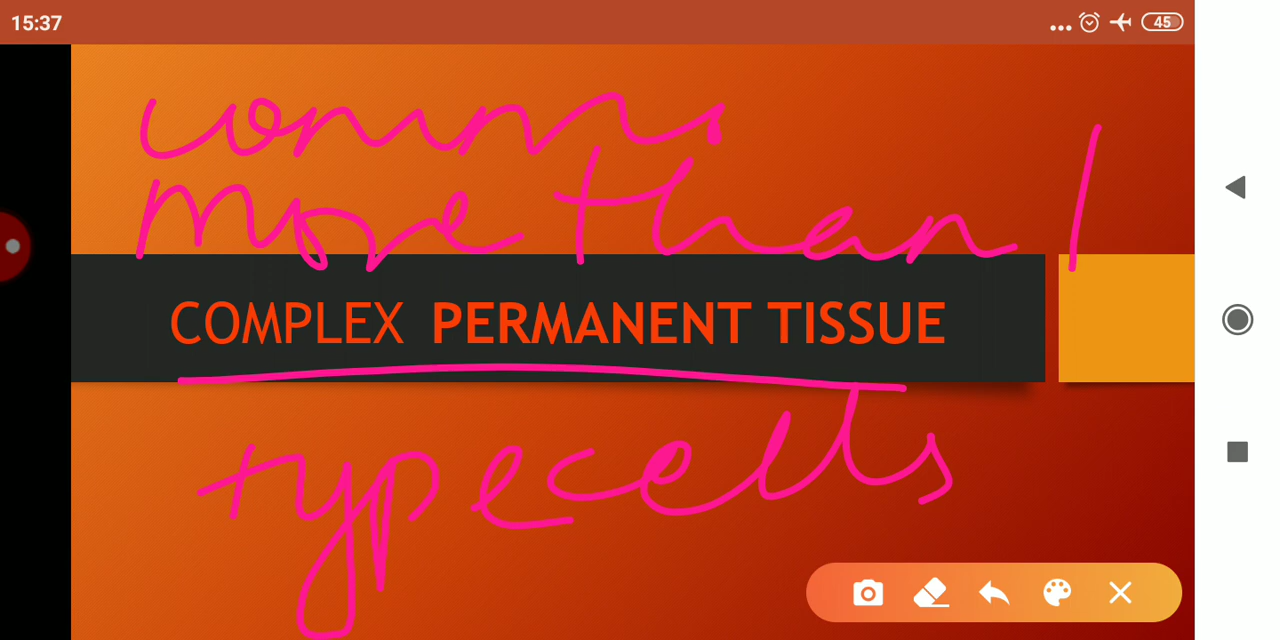 15:37
45
more than 1
COMPLEX PERMANENT TISSUE
type cells